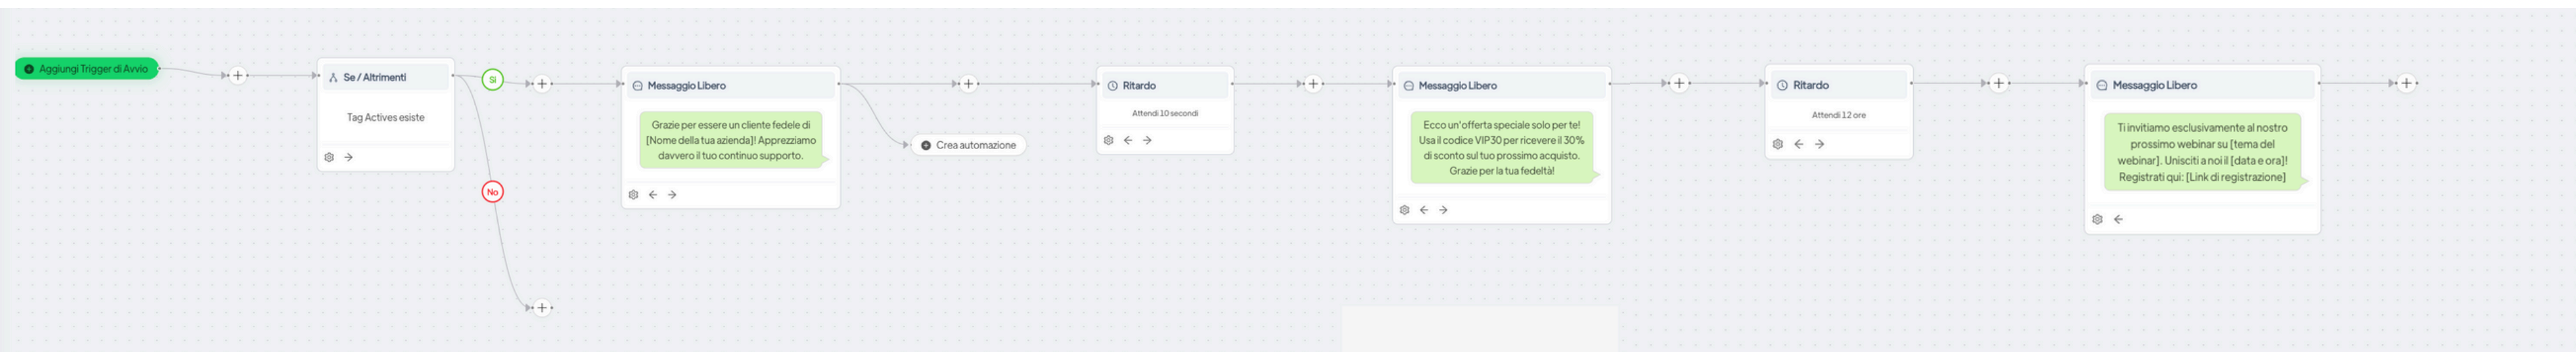 Aggiungi Trigger di Avvio
Se / Altrimenti
Tag Actives esiste
Sì
No
Messaggio Libero
Grazie per essere un cliente fedele di
[Nome della tua azienda]! Apprezziamo
davvero il tuo continuo supporto.
Crea automazione
Ritardo
Attendi 10 secondi
Messaggio Libero
Ecco un'offerta speciale solo per te!
Usa il codice VIP30 per ricevere il 30%
di sconto sul tuo prossimo acquisto.
Grazie per la tua fedeltà!
Ritardo
Attendi 12 ore
Messaggio Libero
Ti invitiamo esclusivamente al nostro
prossimo webinar su [tema del
webinar]. Unisciti a noi il [data e ora]!
Registrati qui: [Link di registrazione]